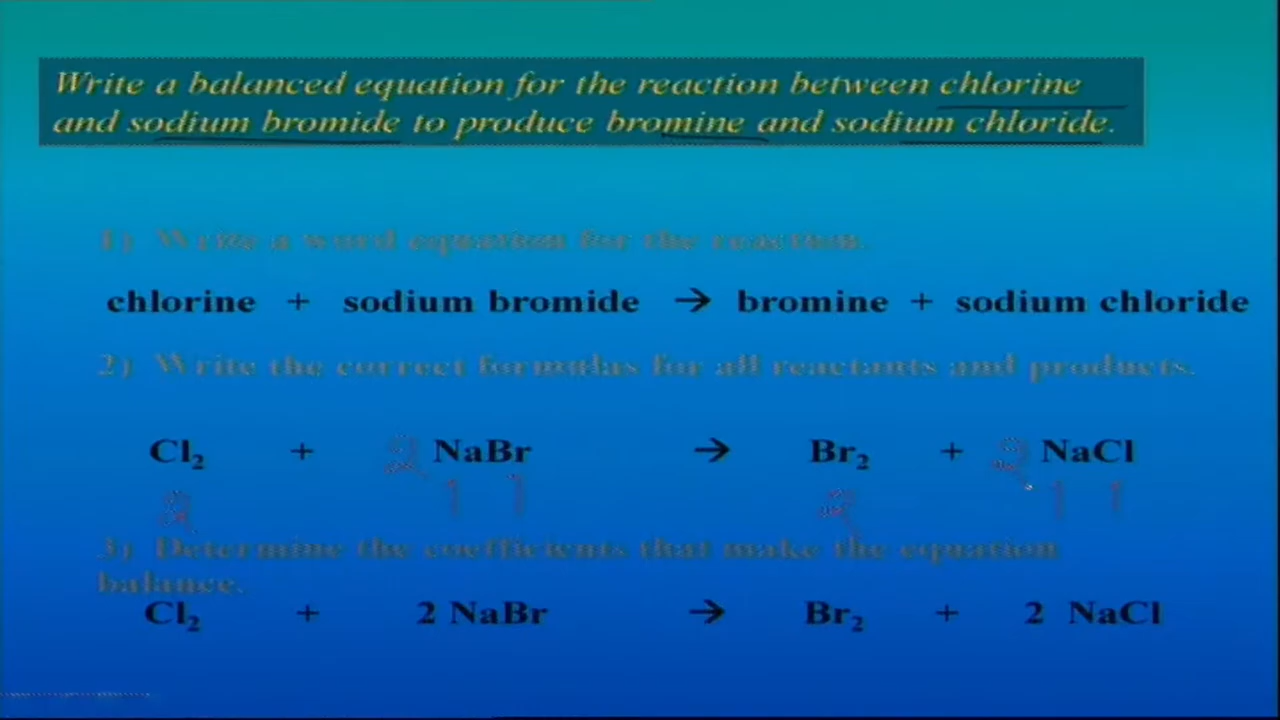 Write a balanced equation for the reaction between chlorine
and sodium bromide to produce bromine and sodium chloride.
1) Write a word equation for the reaction.
chlorine + sodium bromide → bromine + sodium chloride
2) Write the correct formulas for all reactants and products.
Cl₂ + 2 NaBr → Br₂ + 2 NaCl
2 1 1 2 1 1
3) Determine the coefficients that make the equation
balance.
Cl₂ + 2 NaBr → Br₂ + 2 NaCl